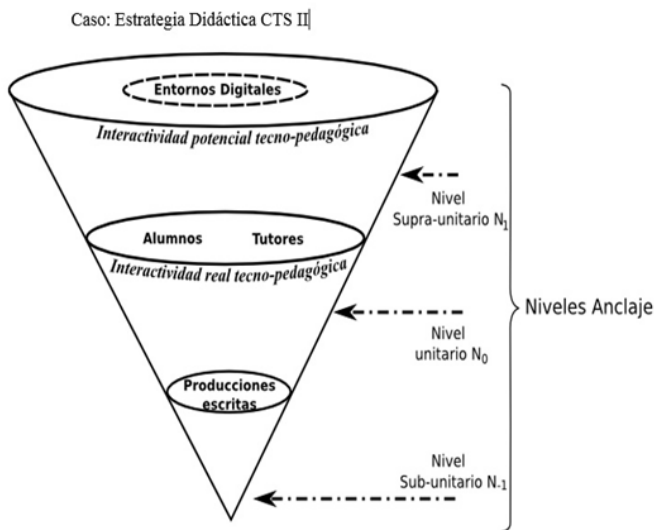 Caso: Estrategia Didáctica CTS II
Entornos Digitales
Interactividad potencial tecno-pedagógica
Nivel
Supra-unitario N1
Alumnos Tutores
Interactividad real tecno-pedagógica
Niveles Anclaje
Nivel
unitario N0
Producciones
escritas
Nivel
Sub-unitario N-1